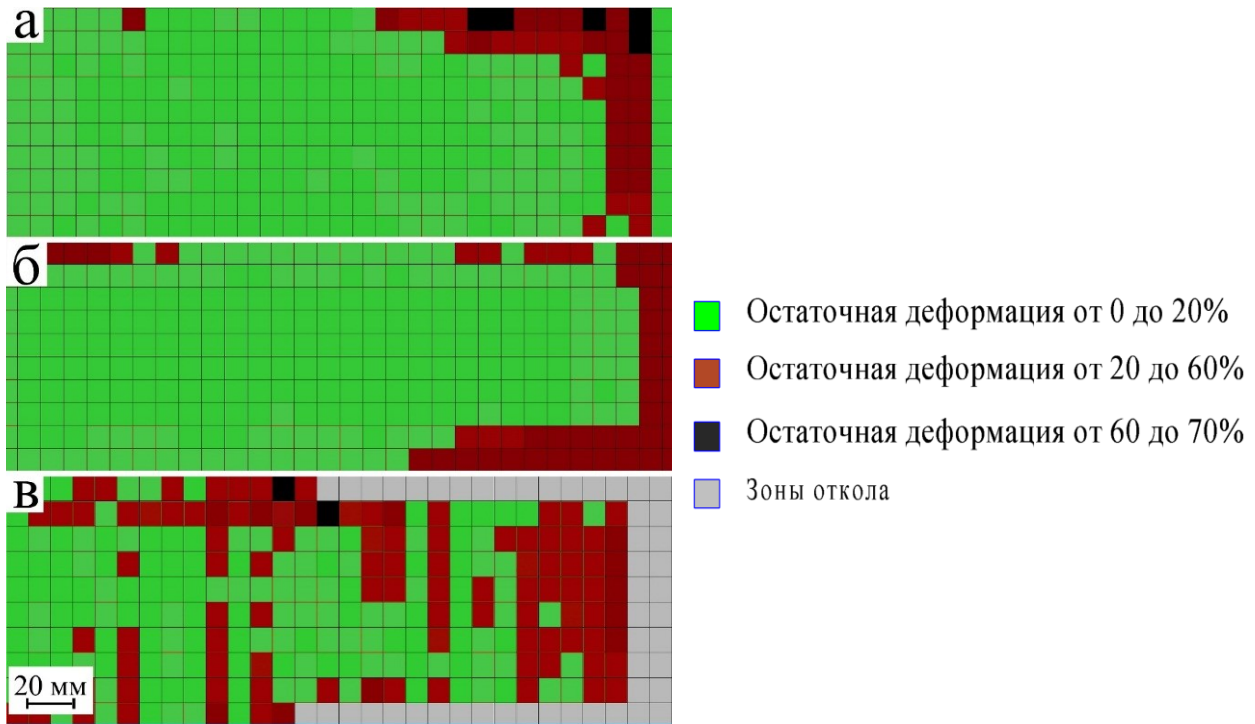 а
б
Остаточная деформация от 0 до 20%
Остаточная деформация от 20 до 60%
Остаточная деформация от 60 до 70%
в
Зоны откола
20 мм